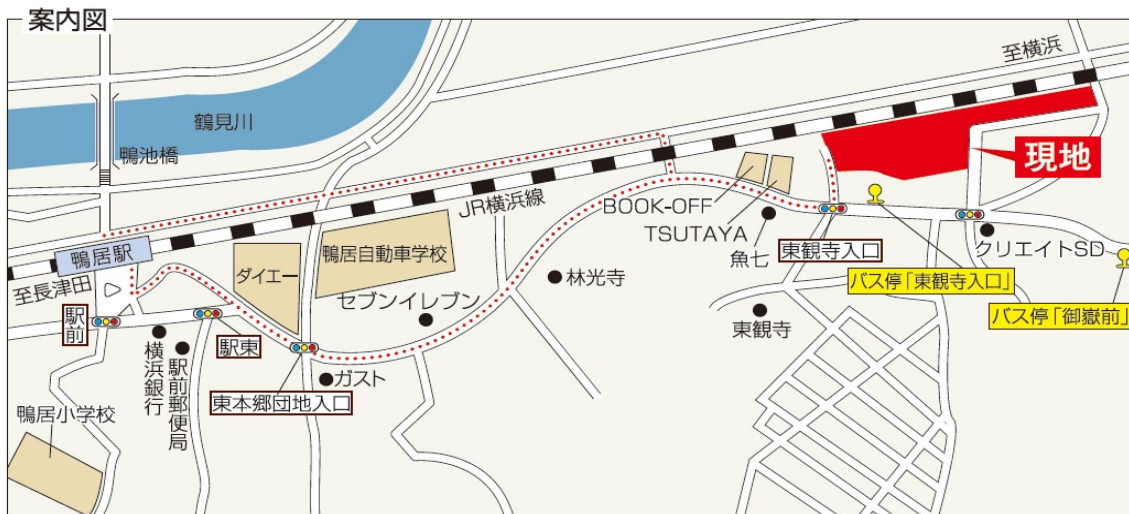 案内図
至横浜
鶴見川
鴨池橋
現地
JR横浜線
BOOK-OFF
TSUTAYA
魚七
東観寺入口
クリエイトSD
バス停「東観寺入口」
バス停「御嶽前」
鴨居駅
至長津田
ダイエー
鴨居自動車学校
セブンイレブン
林光寺
東観寺
駅前
駅東
横浜銀行
駅前郵便局
ガスト
東本郷団地入口
鴨居小学校